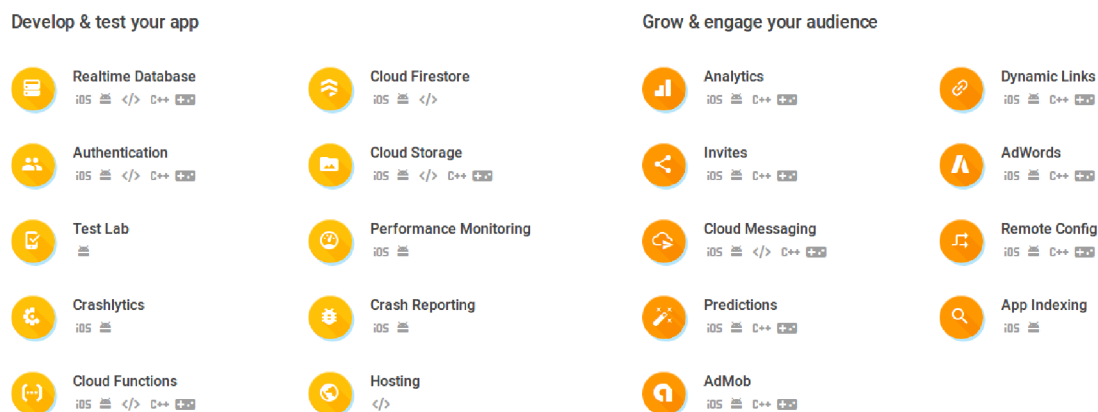 Develop & test your app
Realtime Database
iOS </> C++
Cloud Firestore
iOS </>
Authentication
iOS </> C++
Cloud Storage
iOS </> C++
Test Lab
Performance Monitoring
iOS
Crashlytics
iOS
Crash Reporting
iOS
Cloud Functions
iOS </> C++
Hosting
</>
Grow & engage your audience
Analytics
iOS C++
Dynamic Links
iOS C++
Invites
iOS C++
AdWords
iOS C++
Cloud Messaging
iOS </> C++
Remote Config
iOS C++
Predictions
iOS C++
App Indexing
iOS
AdMob
iOS C++